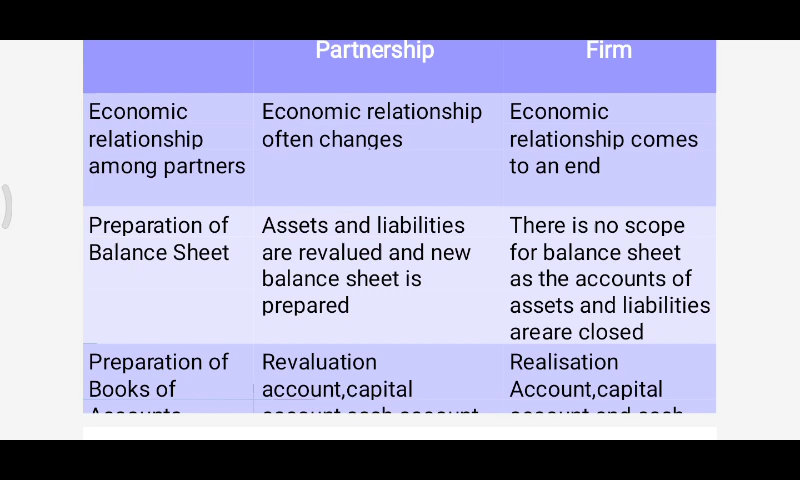 Partnership
Firm
Economic
relationship
among partners
Economic relationship
often changes
Economic
relationship comes
to an end
Preparation of
Balance Sheet
Assets and liabilities
are revalued and new
balance sheet is
prepared
There is no scope
for balance sheet
as the accounts of
assets and liabilities
areare closed
Preparation of
Books of
Revaluation
account,capital
Realisation
Account,capital